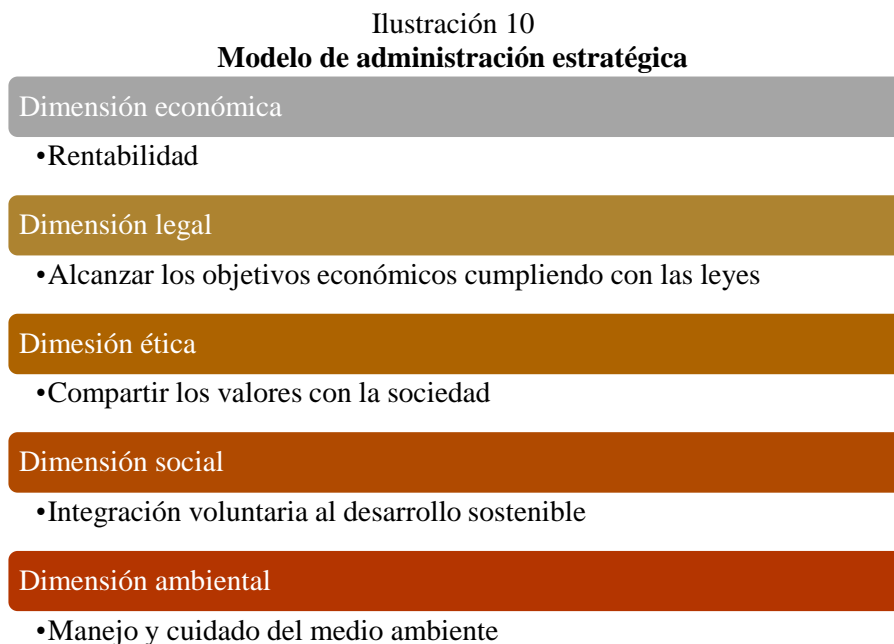 Ilustración 10
Modelo de administración estratégica
Dimensión económica
•Rentabilidad
Dimensión legal
•Alcanzar los objetivos económicos cumpliendo con las leyes
Dimesión ética
•Compartir los valores con la sociedad
Dimensión social
•Integración voluntaria al desarrollo sostenible
Dimensión ambiental
•Manejo y cuidado del medio ambiente